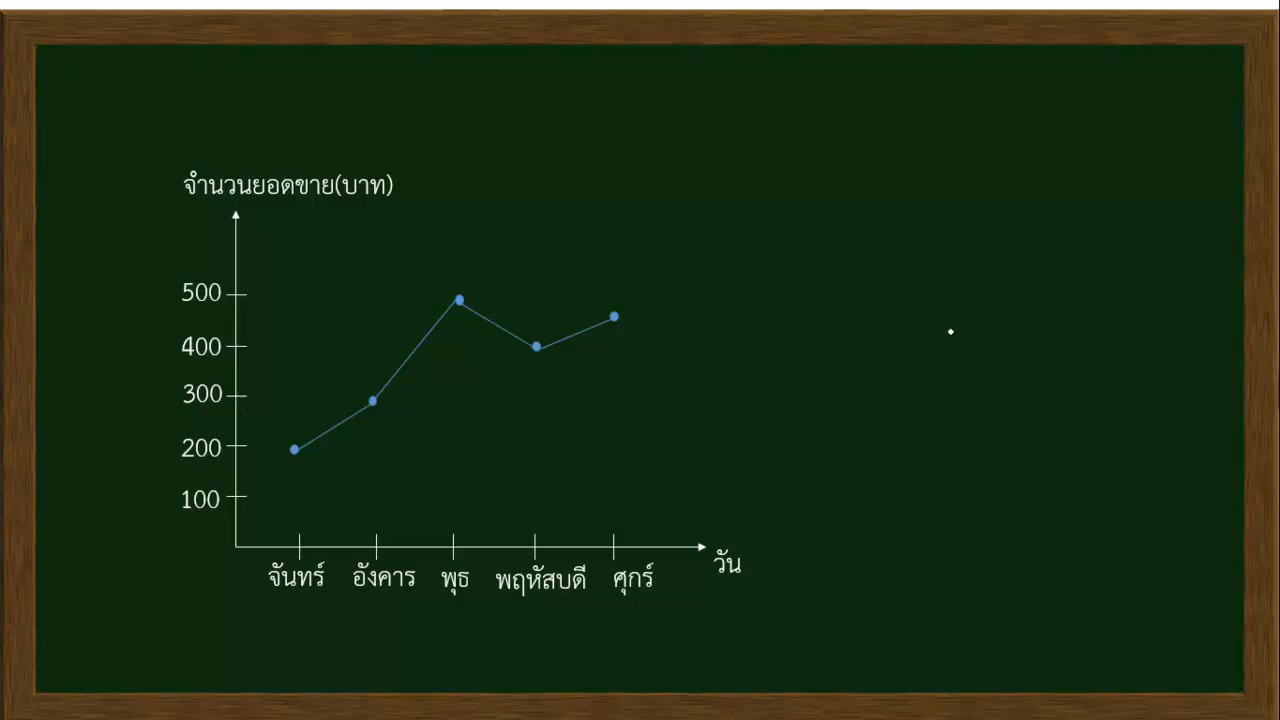 จำนวนยอดขาย(บาท)
500
400
300
200
100
จันทร์ อังคาร พุธ พฤหัสบดี ศุกร์ วัน